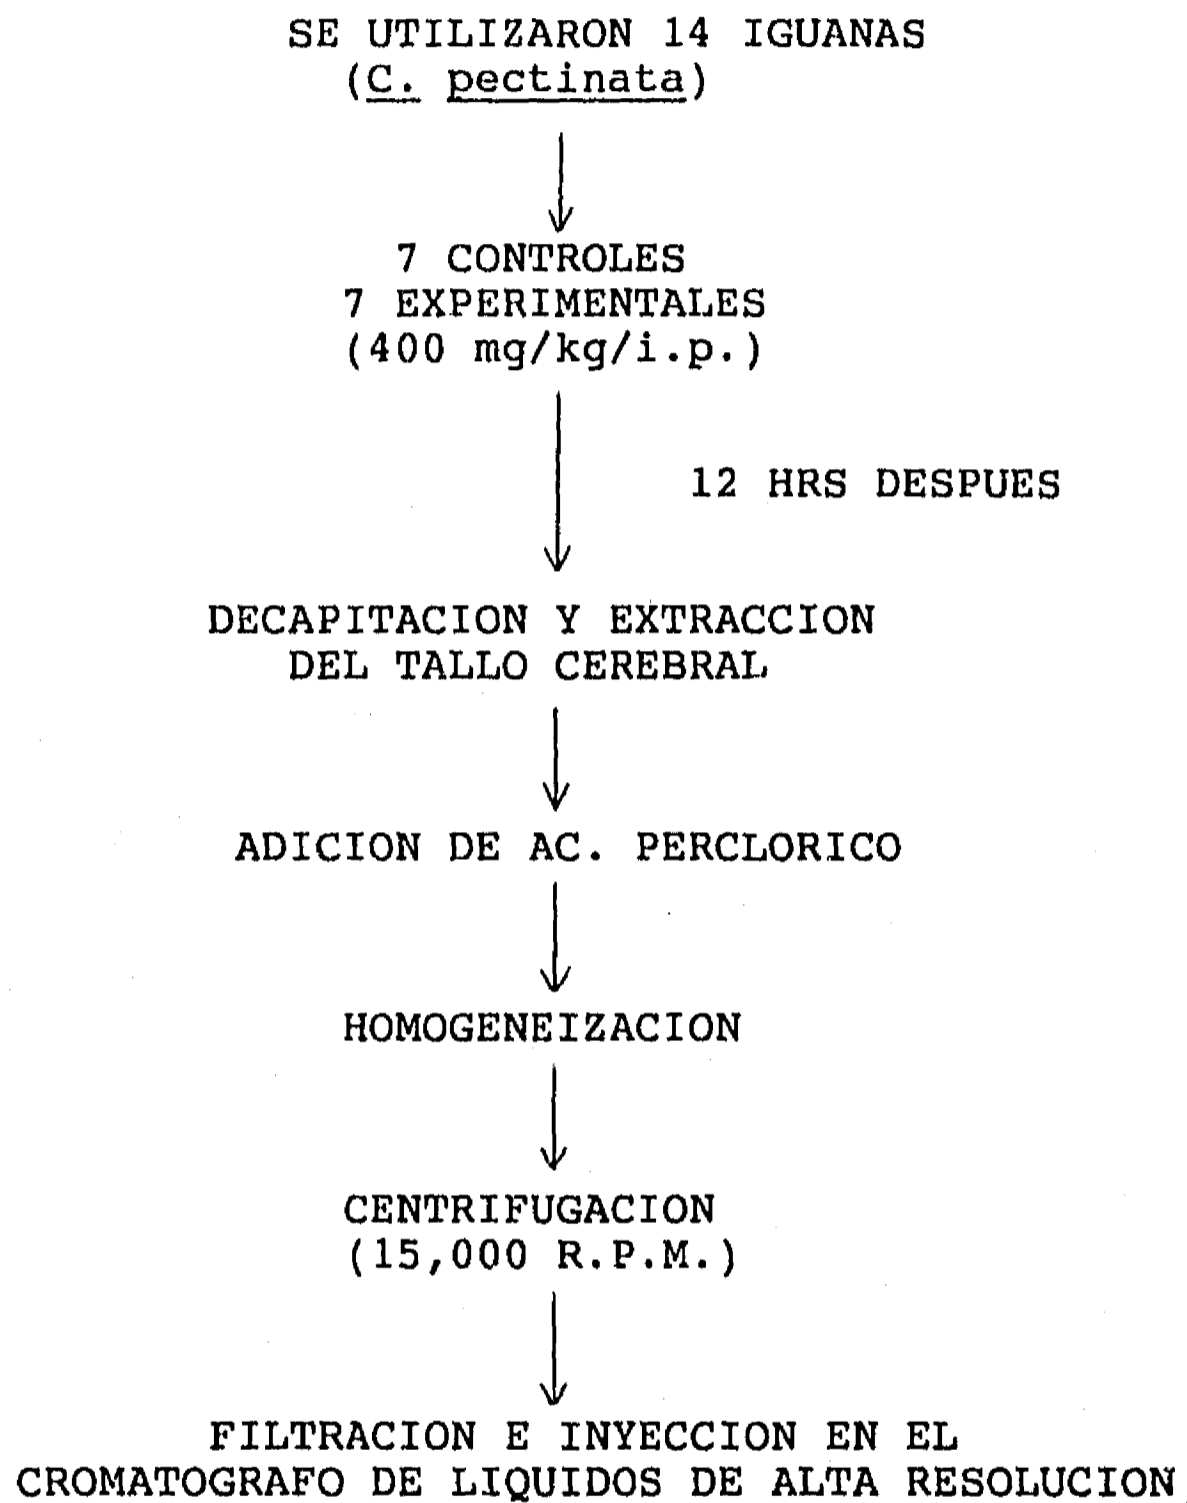 SE UTILIZARON 14 IGUANAS
(C. pectinata)
7 CONTROLES
7 EXPERIMENTALES
(400 mg/kg/i.p.)
12 HRS DESPUES
DECAPITACION Y EXTRACCION
DEL TALLO CEREBRAL
ADICION DE AC. PERCLORICO
HOMOGENEIZACION
CENTRIFUGACION
(15,000 R.P.M.)
FILTRACION E INYECCION EN EL
CROMATOGRAFO DE LIQUIDOS DE ALTA RESOLUCION